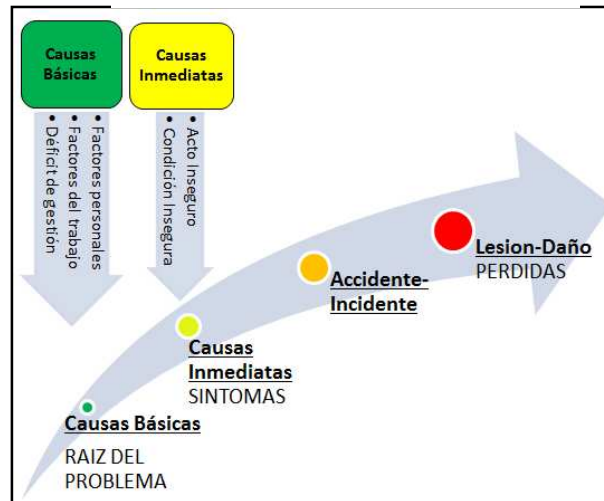 Causas
Básicas
Causas
Inmediatas
• Factores personales
• Factores del trabajo
• Déficit de gestión
• Acto Inseguro
• Condición Insegura
Lesion-Daño
PERDIDAS
Accidente-
Incidente
Causas
Inmediatas
SINTOMAS
Causas Básicas
RAIZ DEL
PROBLEMA